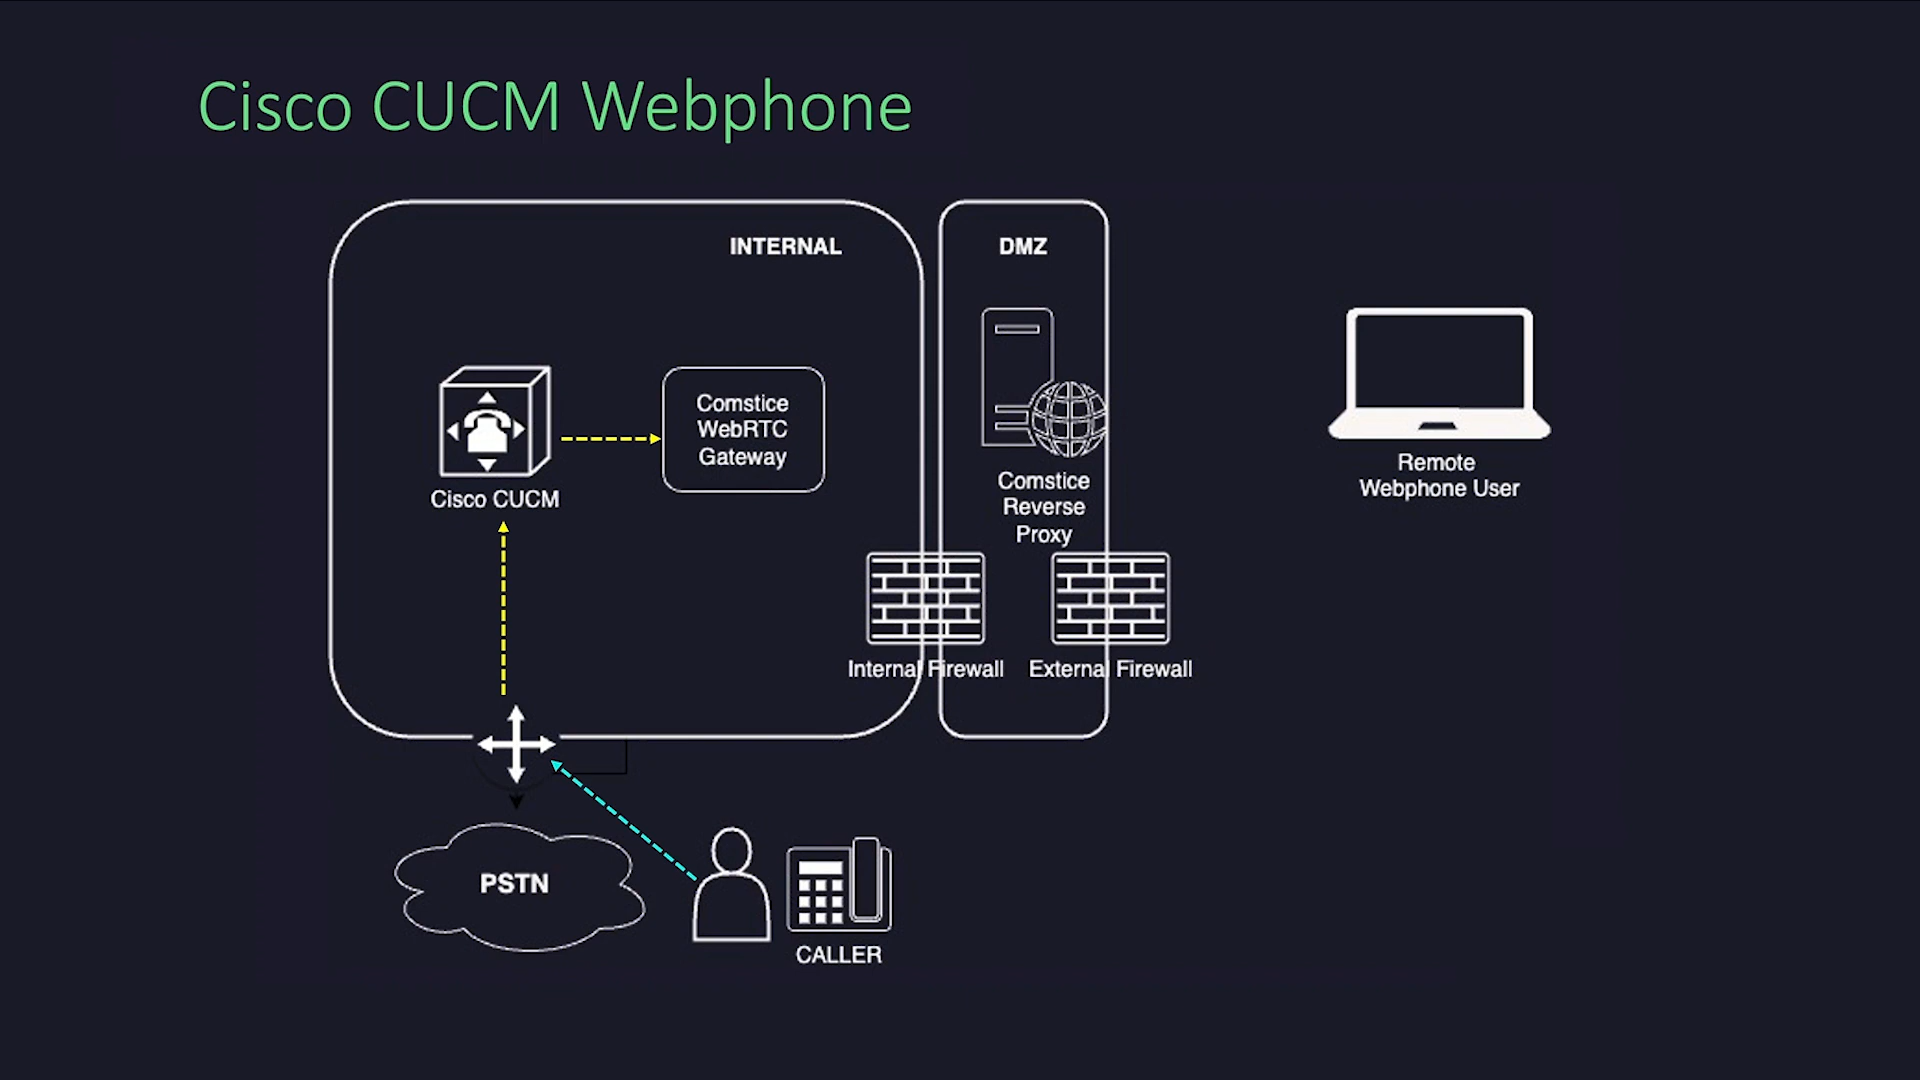 Cisco CUCM Webphone
INTERNAL
DMZ
Comstice
WebRTC
Gateway
Cisco CUCM
Comstice
Reverse
Proxy
Remote
Webphone User
Internal Firewall
External Firewall
PSTN
CALLER